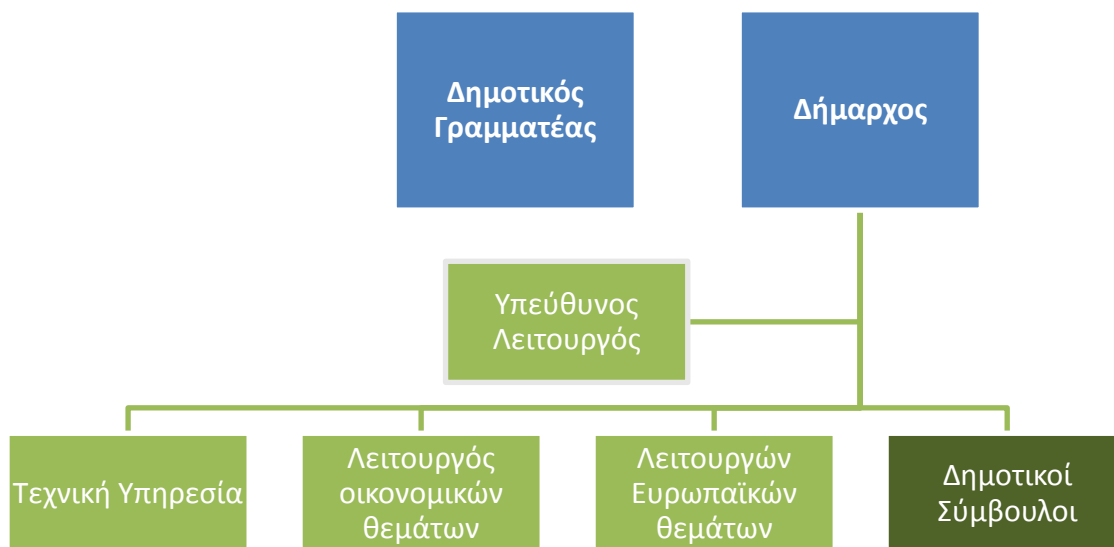 Δημοτικός
Γραμματέας
Δήμαρχος
Υπεύθυνος
Λειτουργός
Τεχνική Υπηρεσία
Λειτουργός
οικονομικών
θεμάτων
Λειτουργών
Ευρωπαϊκών
θεμάτων
Δημοτικοί
Σύμβουλοι